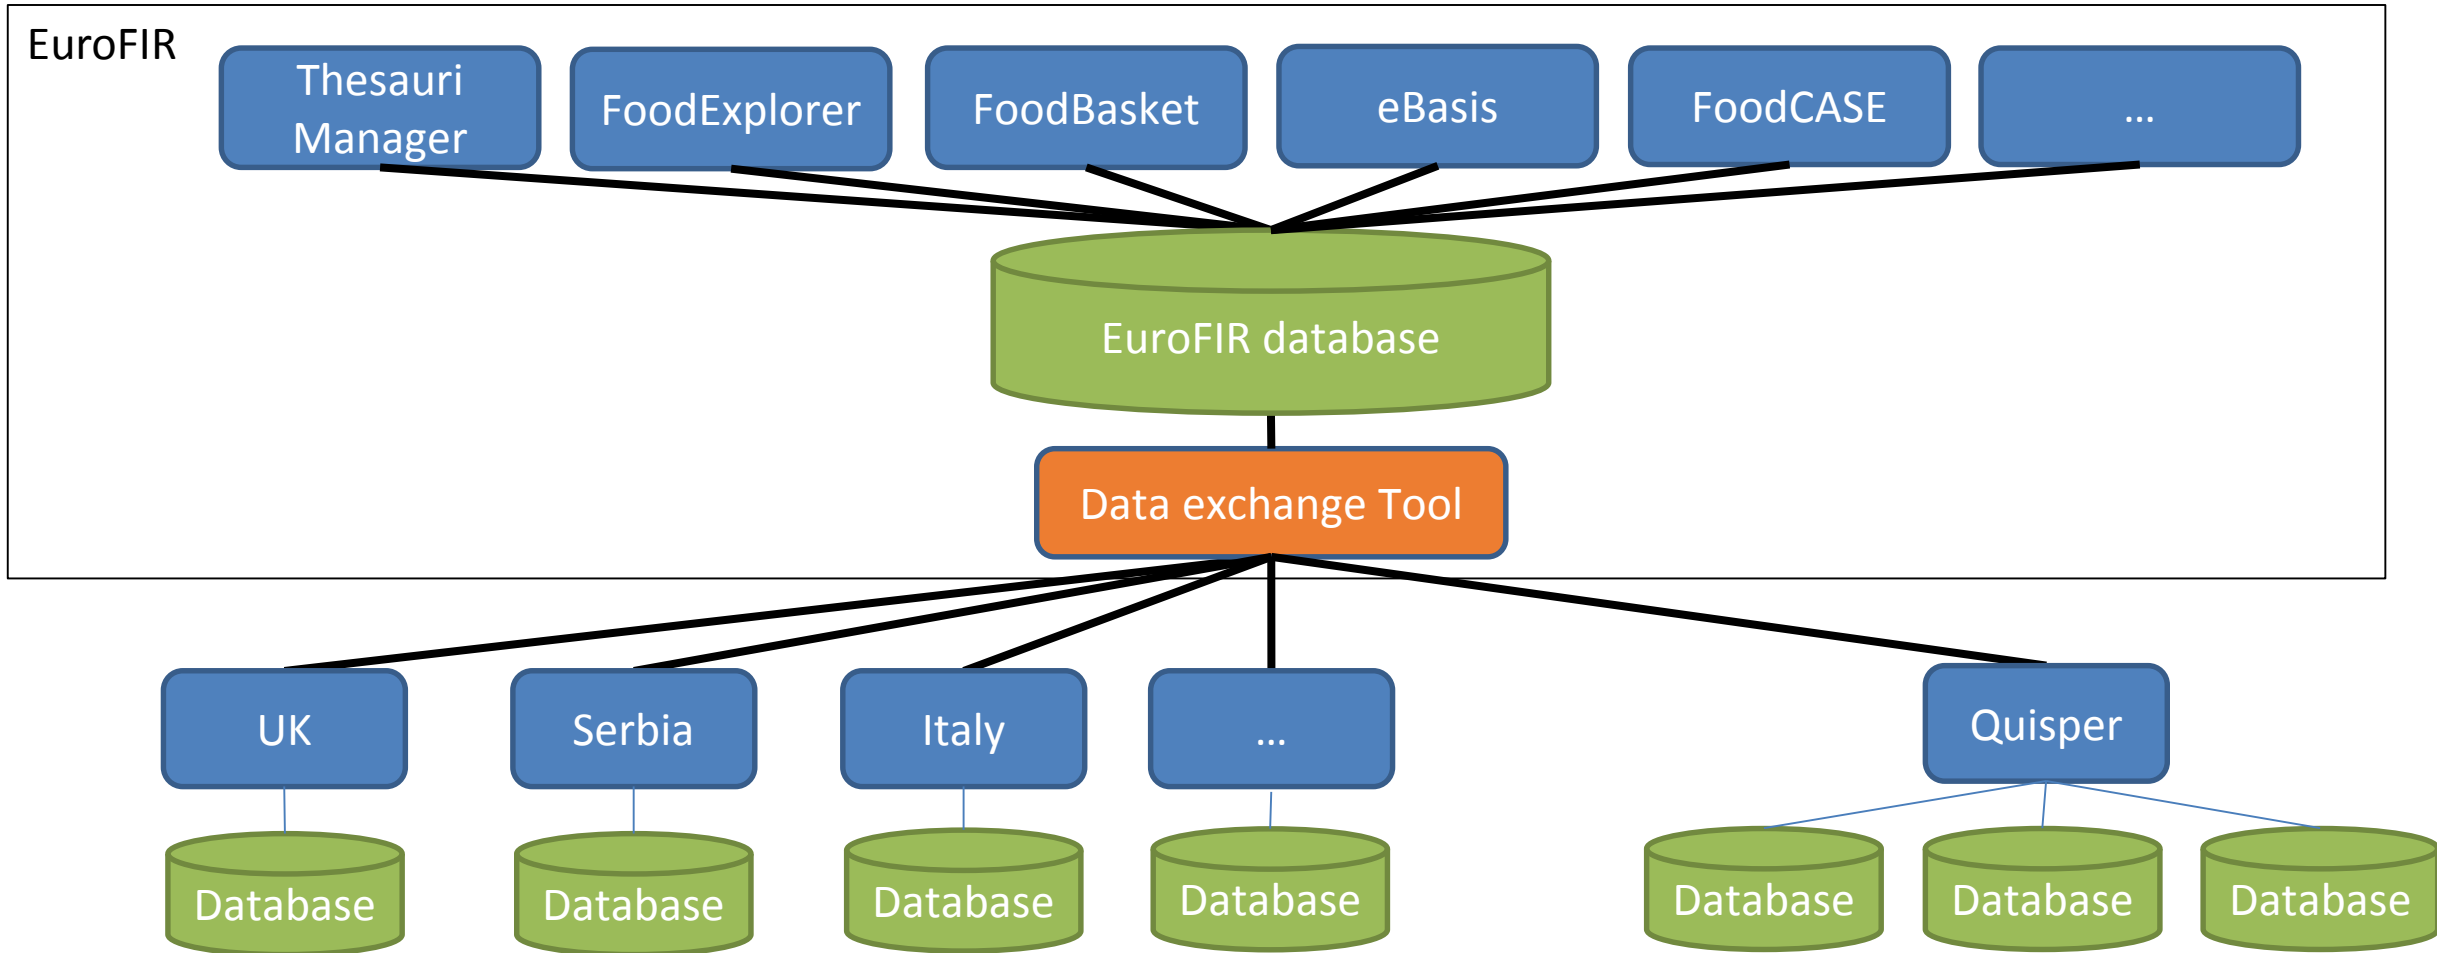 EuroFIR
Thesauri
Manager
FoodExplorer
FoodBasket
eBasis
FoodCASE
...
EuroFIR database
Data exchange Tool
UK
Serbia
Italy
...
Quisper
Database
Database
Database
Database
Database
Database
Database